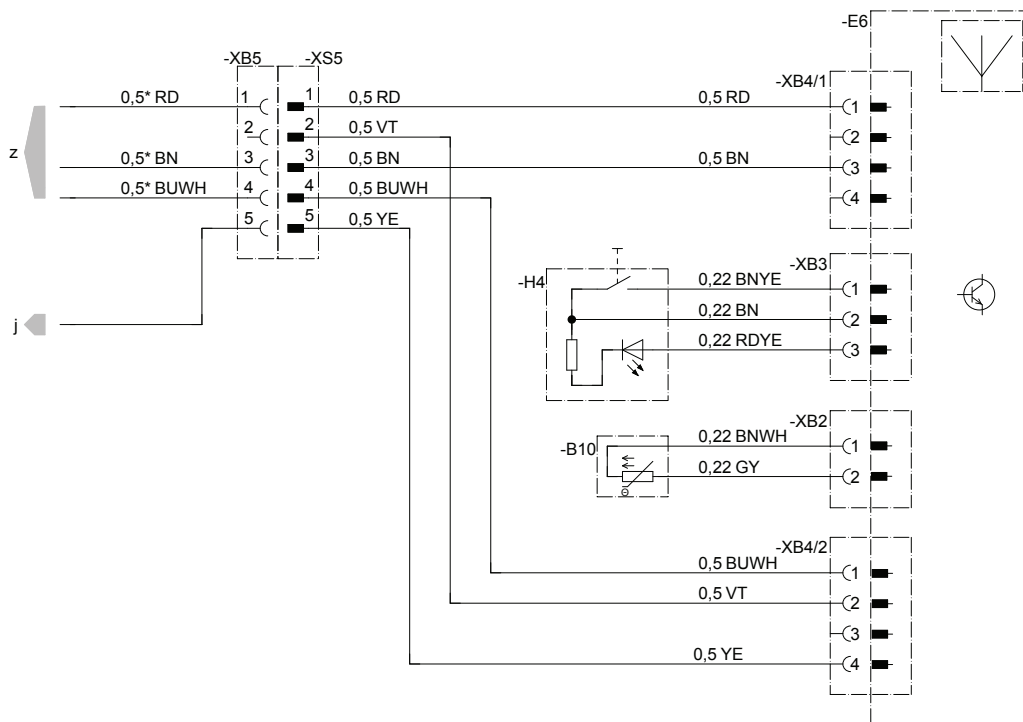 -E6
-XB5 -XS5
-XB4/1
0,5* RD 1 1 0,5 RD 0,5 RD 1
2 2 0,5 VT 2
z 0,5* BN 3 3 0,5 BN 0,5 BN 3
0,5* BUWH 4 4 0,5 BUWH 4
5 5 0,5 YE
-XB3
-H4 0,22 BNYE 1
j 0,22 BN 2
0,22 RDYE 3
-XB2
-B10 0,22 BNWH 1
0,22 GY 2
-XB4/2
0,5 BUWH 1
0,5 VT 2
3
0,5 YE 4